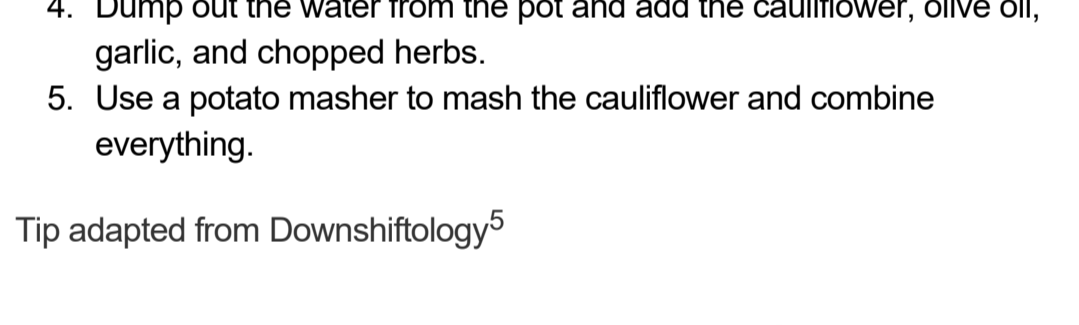 4. Dump out the water from the pot and add the cauliflower, olive oil,
garlic, and chopped herbs.
5. Use a potato masher to mash the cauliflower and combine
everything.
Tip adapted from Downshiftology⁵